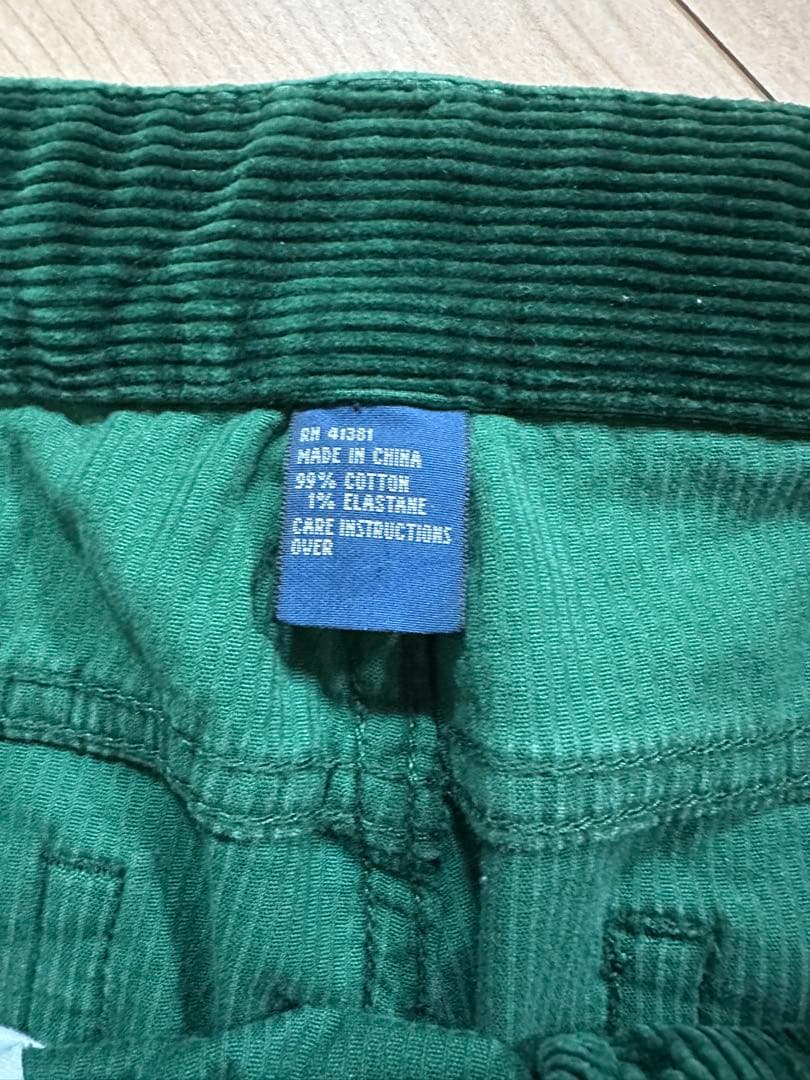 RN 41381
MADE IN CHINA
99% COTTON
1% ELASTANE
CARE INSTRUCTIONS
OVER